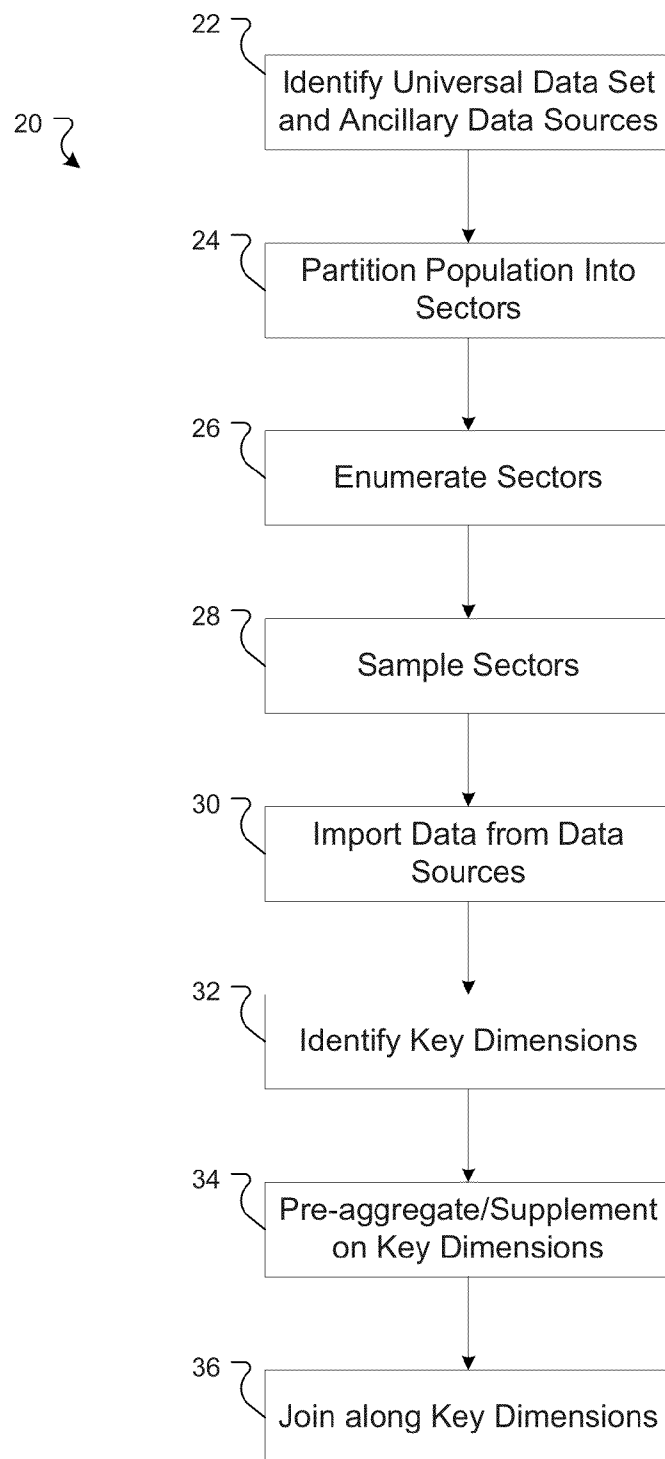 22
Identify Universal Data Set
and Ancillary Data Sources
20
24
Partition Population Into
Sectors
26
Enumerate Sectors
28
Sample Sectors
30
Import Data from Data
Sources
32
Identify Key Dimensions
34
Pre-aggregate/Supplement
on Key Dimensions
36
Join along Key Dimensions